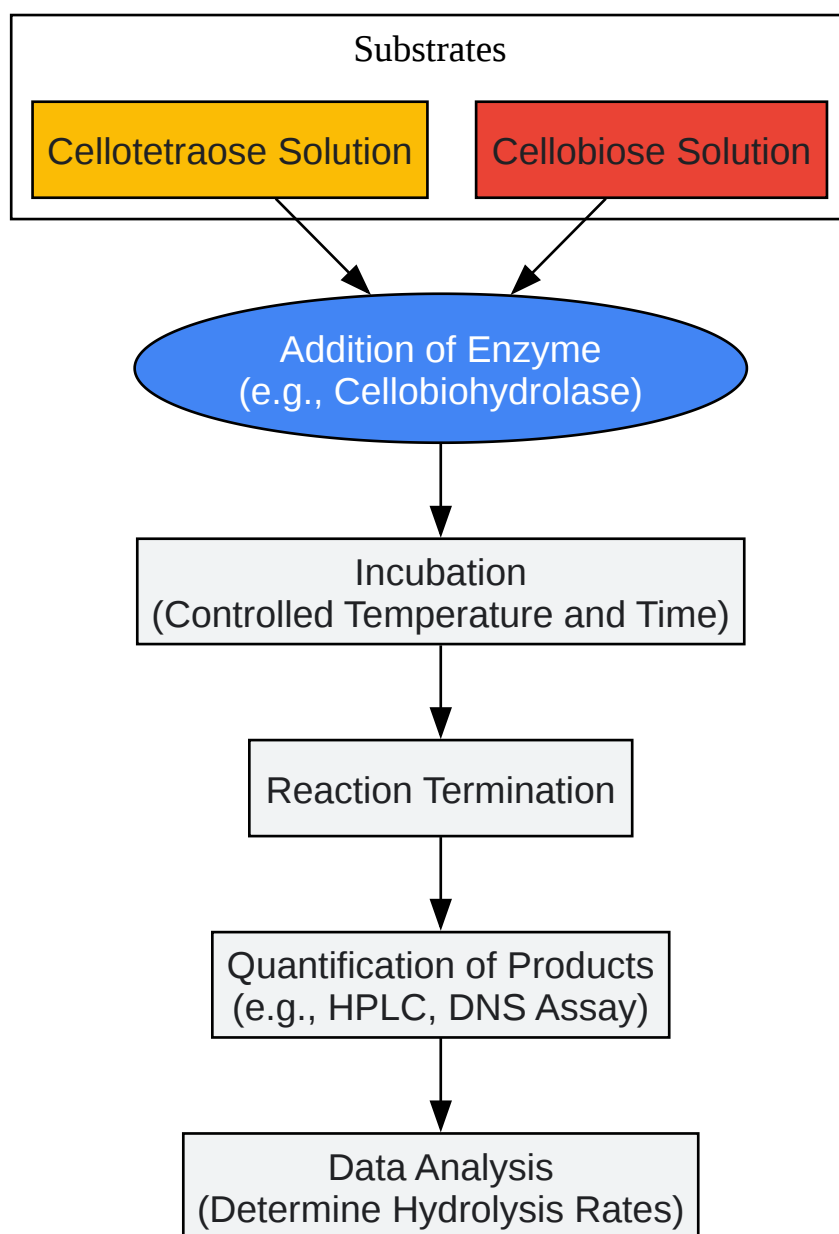 Substrates
Cellotetraose Solution
Cellobiose Solution
Addition of Enzyme
(e.g., Cellobiohydrolase)
Incubation
(Controlled Temperature and Time)
Reaction Termination
Quantification of Products
(e.g., HPLC, DNS Assay)
Data Analysis
(Determine Hydrolysis Rates)